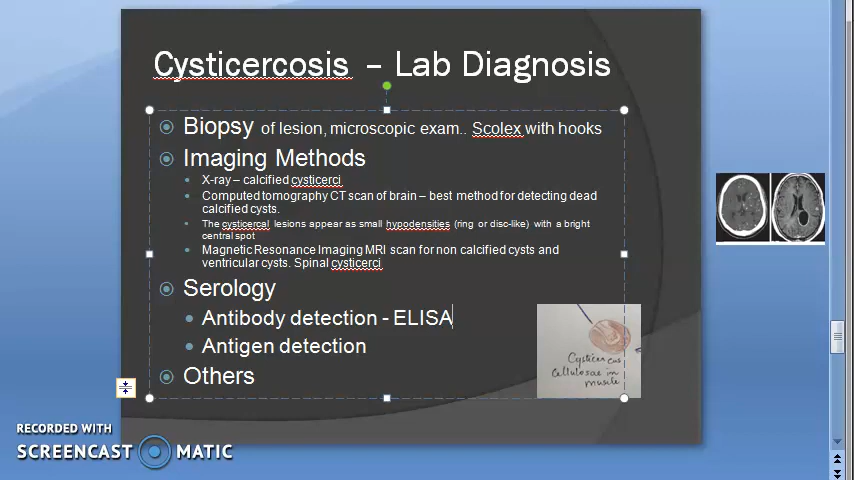 Cysticercosis – Lab Diagnosis
Biopsy of lesion, microscopic exam.. Scolex with hooks
Imaging Methods
X-ray – calcified cysticerci
Computed tomography CT scan of brain – best method for detecting dead
calcified cysts.
The cysticercal lesions appear as small hypodensities (ring or disc-like) with a bright
central spot
Magnetic Resonance Imaging MRI scan for non calcified cysts and
ventricular cysts. Spinal cysticerci
Serology
Antibody detection - ELISA
Antigen detection
Others
Cysticercus
cellulosae in
muscle
RECORDED WITH
SCREENCAST MATIC